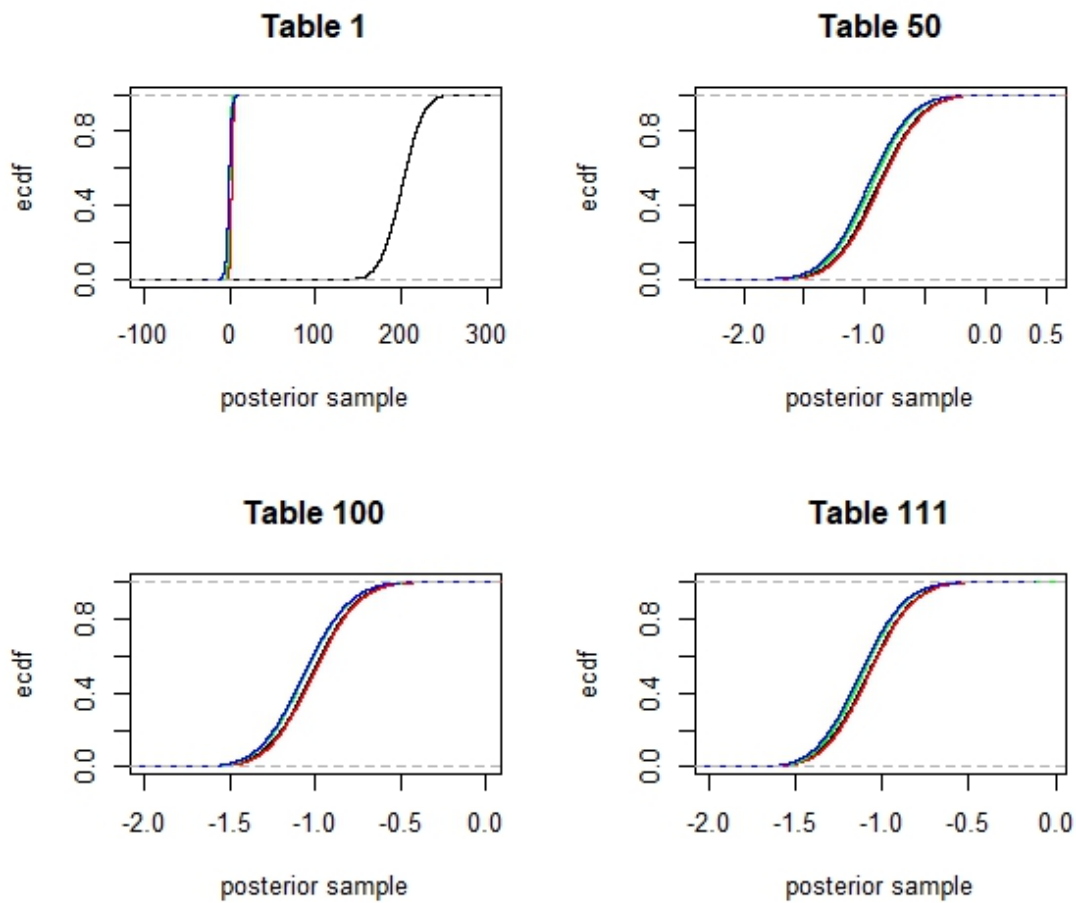 Table 1
ecdf
0.0 0.4 0.8
-100 0 100 200 300
posterior sample
Table 50
ecdf
0.0 0.4 0.8
-2.0 -1.0 0.0 0.5
posterior sample
Table 100
ecdf
0.0 0.4 0.8
-2.0 -1.5 -1.0 -0.5 0.0
posterior sample
Table 111
ecdf
0.0 0.4 0.8
-2.0 -1.5 -1.0 -0.5 0.0
posterior sample